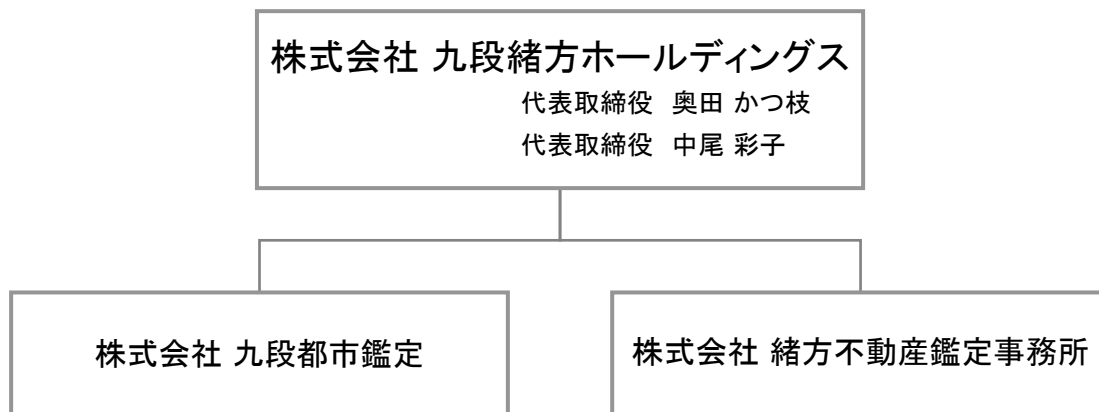 株式会社 九段緒方ホールディングス
代表取締役 奥田 かつ枝
代表取締役 中尾 彩子
株式会社 九段都市鑑定
株式会社 緒方不動産鑑定事務所